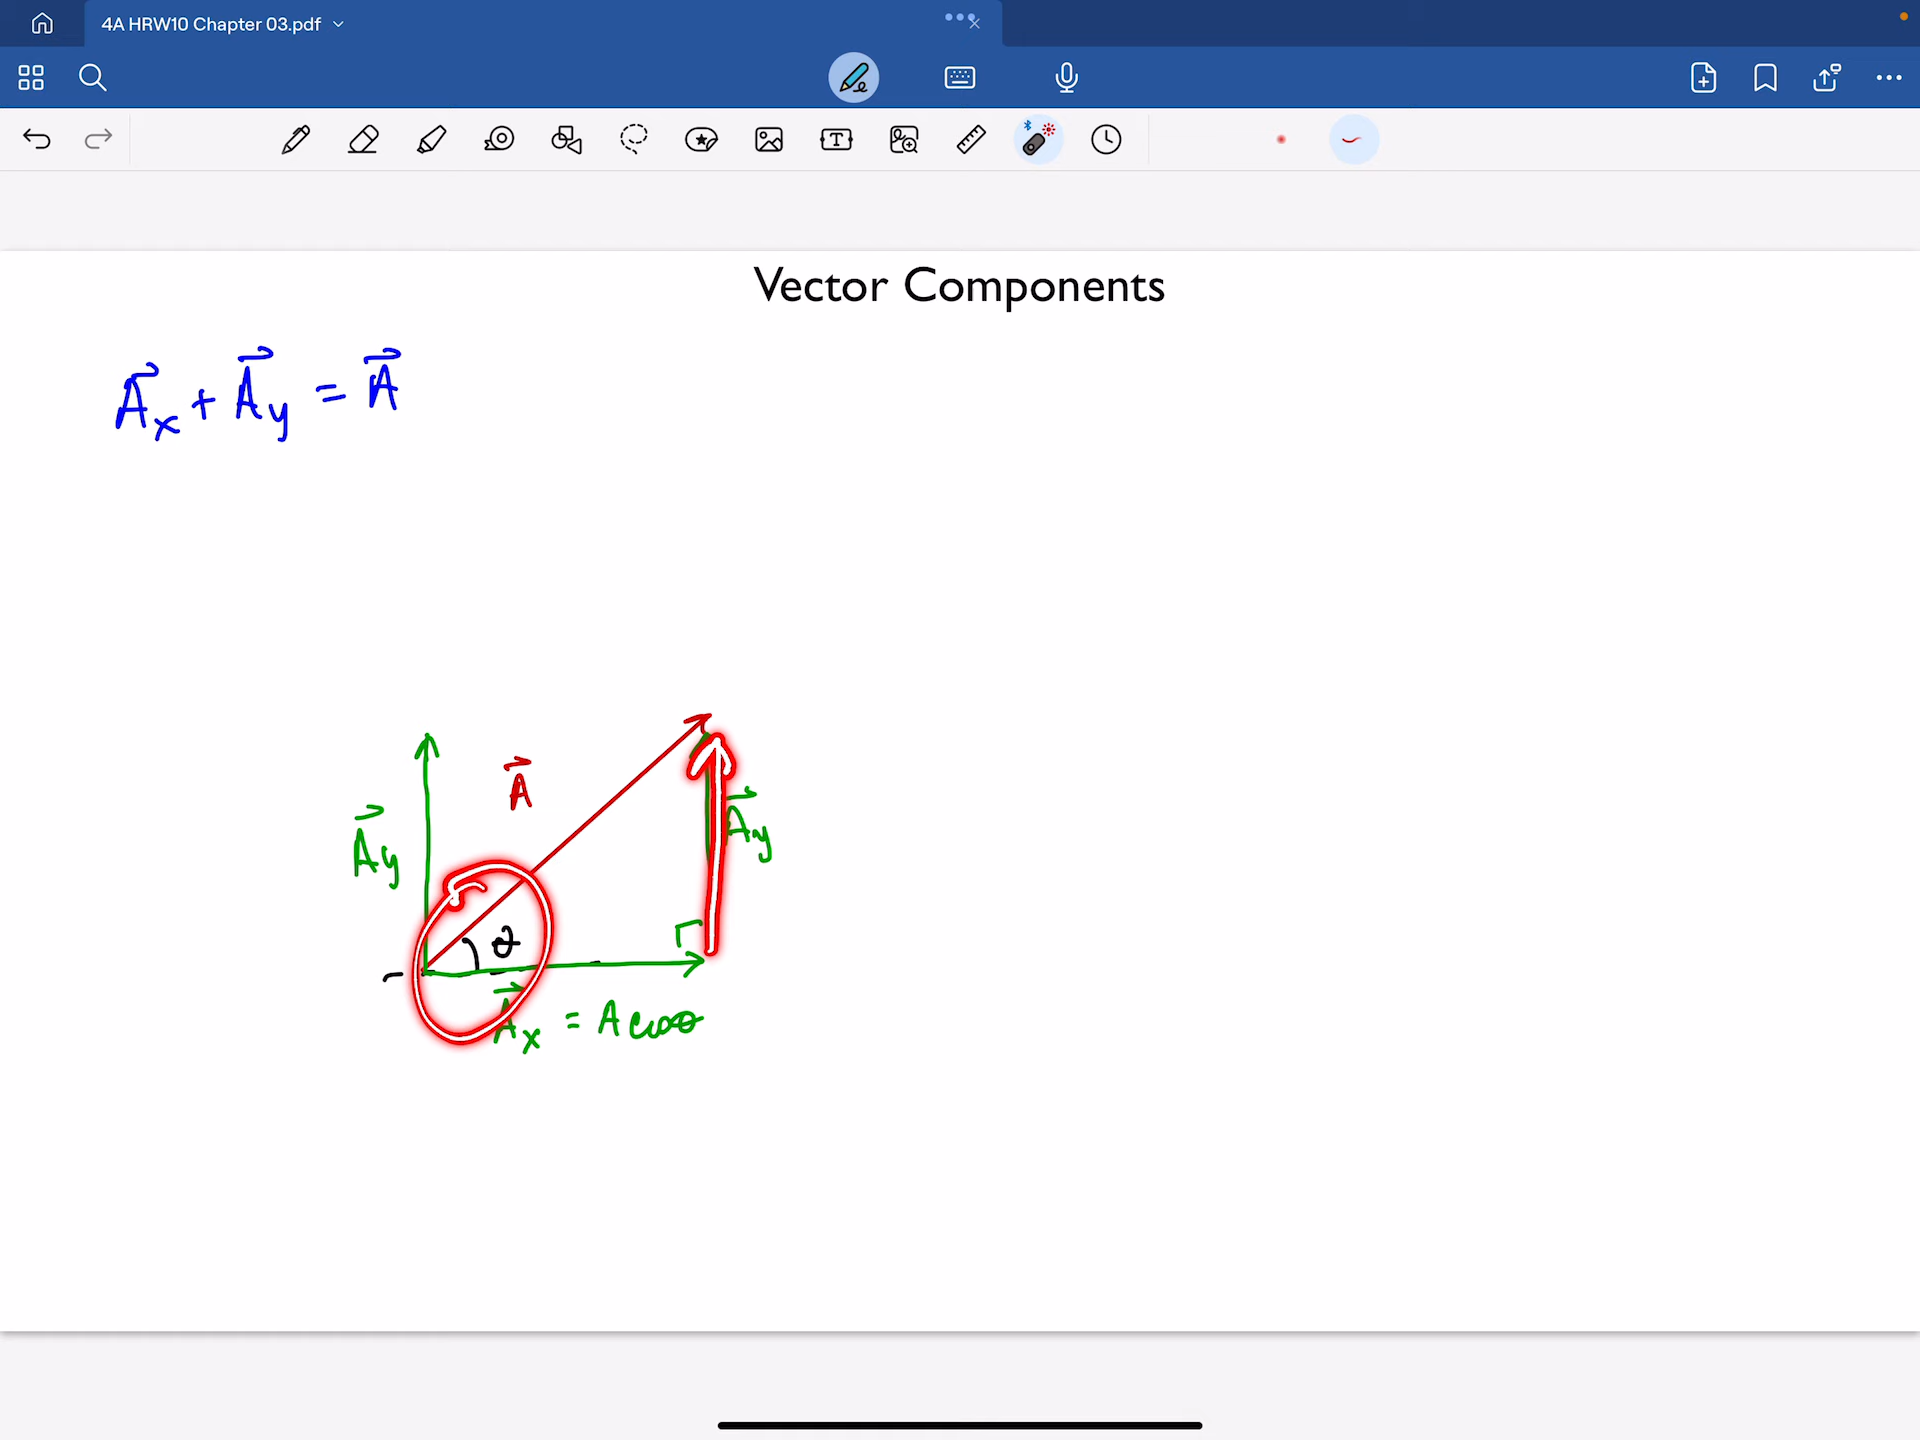 4A HRW10 Chapter 03.pdf
Vector Components
A⃗x + A⃗y = A⃗
A⃗
A⃗y
A⃗y
θ
A⃗x = A cosθ